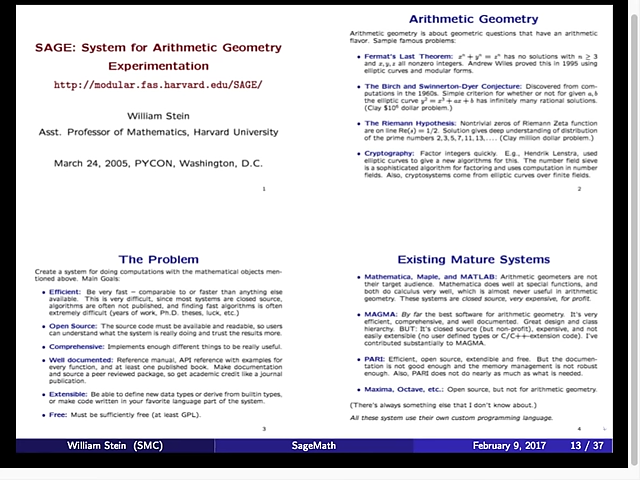 SAGE: System for Arithmetic Geometry
Experimentation
http://modular.fas.harvard.edu/SAGE/
William Stein
Asst. Professor of Mathematics, Harvard University
March 24, 2005, PYCON, Washington, D.C.
1
Arithmetic Geometry
Arithmetic geometry is about geometric questions that have an arithmetic
flavor. Sample famous problems:
• Fermat's Last Theorem: xⁿ + yⁿ = zⁿ has no solutions with n ≥ 3
and x, y, z all nonzero integers. Andrew Wiles proved this in 1995 using
elliptic curves and modular forms.
• The Birch and Swinnerton-Dyer Conjecture: Discovered from com-
putations in the 1960s. Simple criterion for whether or not for given a, b
the elliptic curve y² = x³ + ax + b has infinitely many rational solutions.
(Clay $10⁶ dollar problem.)
• The Riemann Hypothesis: Nontrivial zeros of Riemann Zeta function
are on line Re(s) = 1/2. Solution gives deep understanding of distribution
of the prime numbers 2, 3, 5, 7, 11, 13, .... (Clay million dollar problem.)
• Cryptography: Factor integers quickly. E.g., Hendrik Lenstra, used
elliptic curves to give a new algorithms for this. The number field sieve
is a sophisticated algorithm for factoring and uses computation in number
fields. Also, cryptosystems come from elliptic curves over finite fields.
2
The Problem
Create a system for doing computations with the mathematical objects men-
tioned above. Main Goals:
• Efficient: Be very fast – comparable to or faster than anything else
available. This is very difficult, since most systems are closed source,
algorithms are often not published, and finding fast algorithms is often
extremely difficult (years of work, Ph.D. theses, luck, etc.)
• Open Source: The source code must be available and readable, so users
can understand what the system is really doing and trust the results more.
• Comprehensive: Implements enough different things to be really useful.
• Well documented: Reference manual, API reference with examples for
every function, and at least one published book. Make documentation
and source a peer reviewed package, so get academic credit like a journal
publication.
• Extensible: Be able to define new data types or derive from builtin types,
or make code written in your favorite language part of the system.
• Free: Must be sufficiently free (at least GPL).
3
Existing Mature Systems
• Mathematica, Maple, and MATLAB: Arithmetic geometers are not
their target audience. Mathematica does well at special functions, and
both do calculus very well, which is almost never useful in arithmetic
geometry. These systems are closed source, very expensive, for profit.
• MAGMA: By far the best software for arithmetic geometry. It's very
efficient, comprehensive, and well documented. Great design and class
hierarchy. BUT: It's closed source (but non-profit), expensive, and not
easily extensible (no user defined types or C/C++-extension code). I've
contributed substantially to MAGMA.
• PARI: Efficient, open source, extendible and free. But the documen-
tation is not good enough and the memory management is not robust
enough. Also, PARI does not do nearly as much as what is needed.
• Maxima, Octave, etc.: Open source, but not for arithmetic geometry.
(There's always something else that I don't know about.)
All these system use their own custom programming language.
4
William Stein (SMC) SageMath February 9, 2017 13 / 37